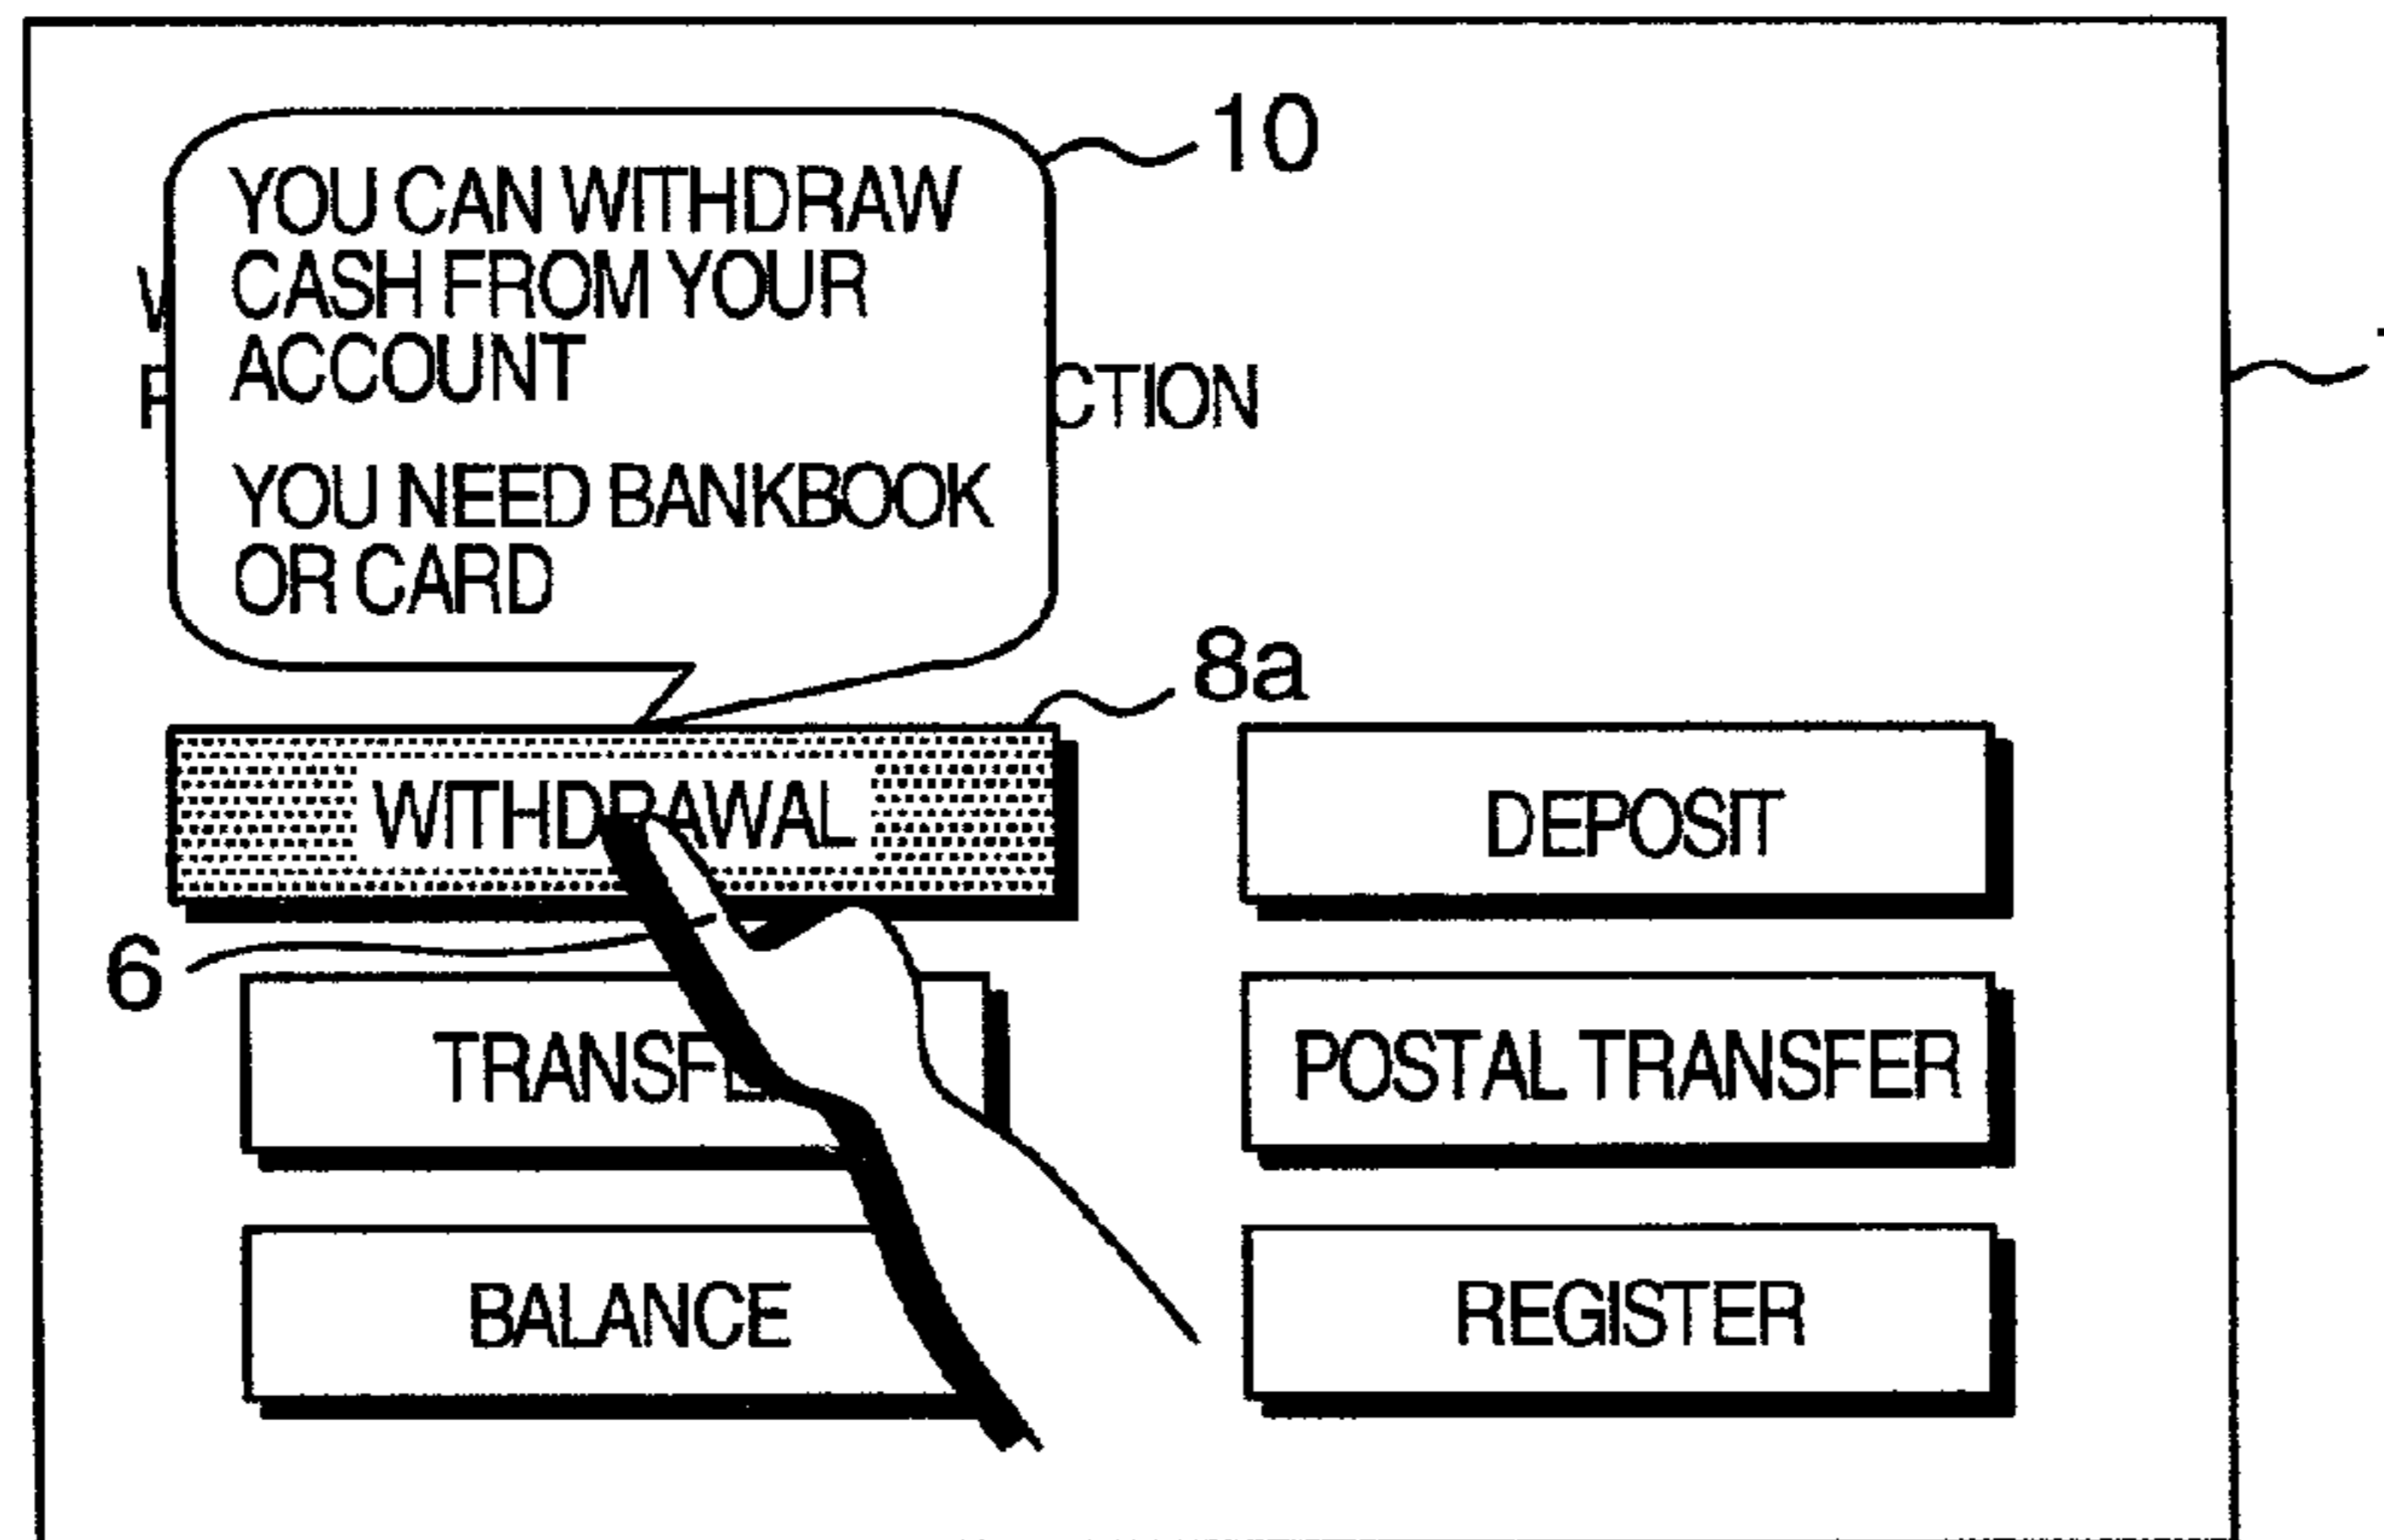 10
YOU CAN WITHDRAW
CASH FROM YOUR
ACCOUNT
YOU NEED BANKBOOK
OR CARD
8a
WITHDRAWAL
DEPOSIT
6
POSTAL TRANSFER
BALANCE
REGISTER